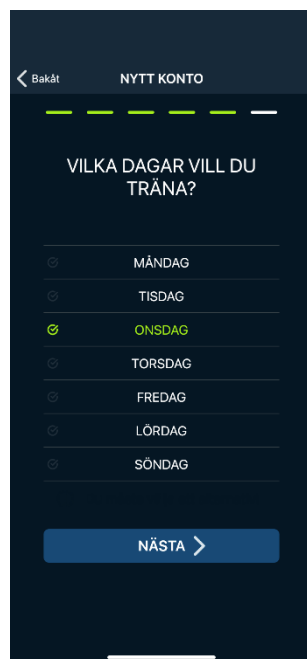 Bakåt
NYTT KONTO
VILKA DAGAR VILL DU
TRÄNA?
MÅNDAG
TISDAG
ONSDAG
TORSDAG
FREDAG
LÖRDAG
SÖNDAG
NÄSTA